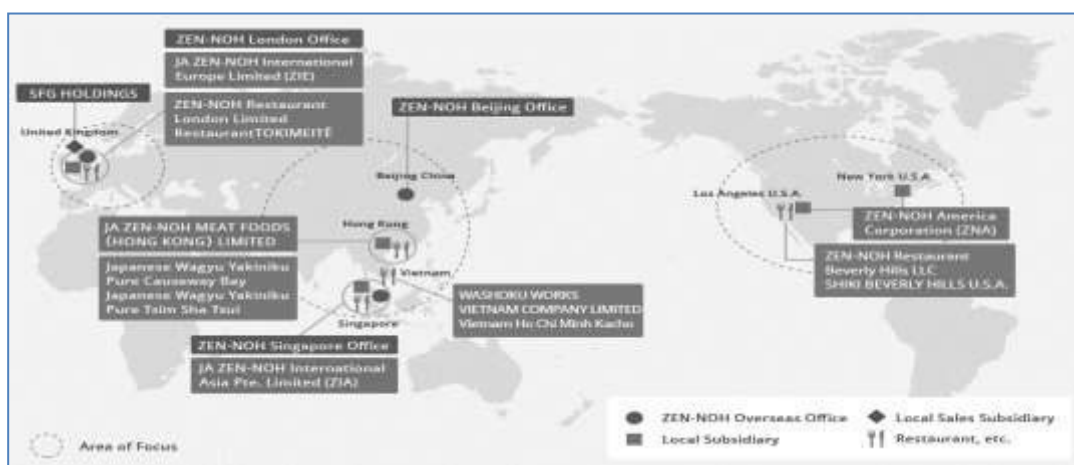 ZEN-NOH London Office
JA ZEN-NOH International
Europe Limited (ZIE)
SFG HOLDINGS
ZEN-NOH Restaurant
London Limited
RestaurantTOKIMEITĒ
United Kingdom
ZEN-NOH Beijing Office
Beijing China
New York U.S.A.
Los Angeles U.S.A.
ZEN-NOH America
Corporation (ZNA)
ZEN-NOH Restaurant
Beverly Hills LLC
SHIKI BEVERLY HILLS U.S.A.
JA ZEN-NOH MEAT FOODS
(HONG KONG) LIMITED
Hong Kong
Japanese Wagyu Yakiniku
Pure Causeway Bay
Japanese Wagyu Yakiniku
Pure Tsim Sha Tsui
Vietnam
WASHOKU WORKS
VIETNAM COMPANY LIMITED
Vietnam Ho Chi Minh Kacho
Singapore
ZEN-NOH Singapore Office
JA ZEN-NOH International
Asia Pte. Limited (ZIA)
Area of Focus
ZEN-NOH Overseas Office
Local Sales Subsidiary
Local Subsidiary
Restaurant, etc.